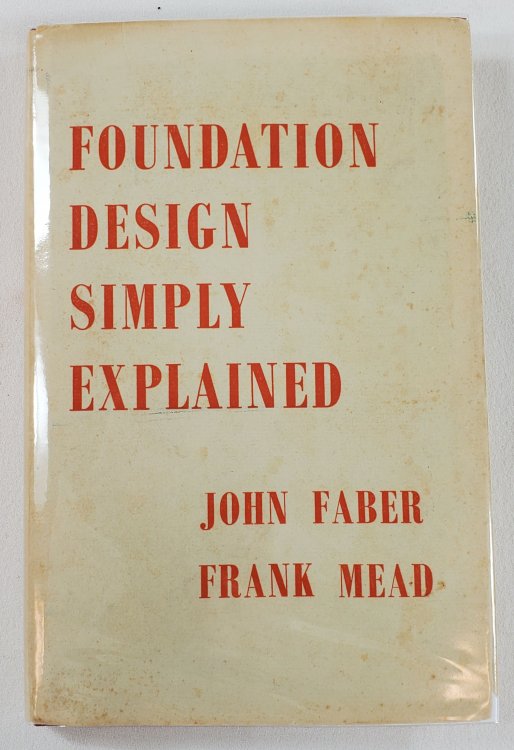 FOUNDATION
DESIGN
SIMPLY
EXPLAINED
JOHN FABER
FRANK MEAD